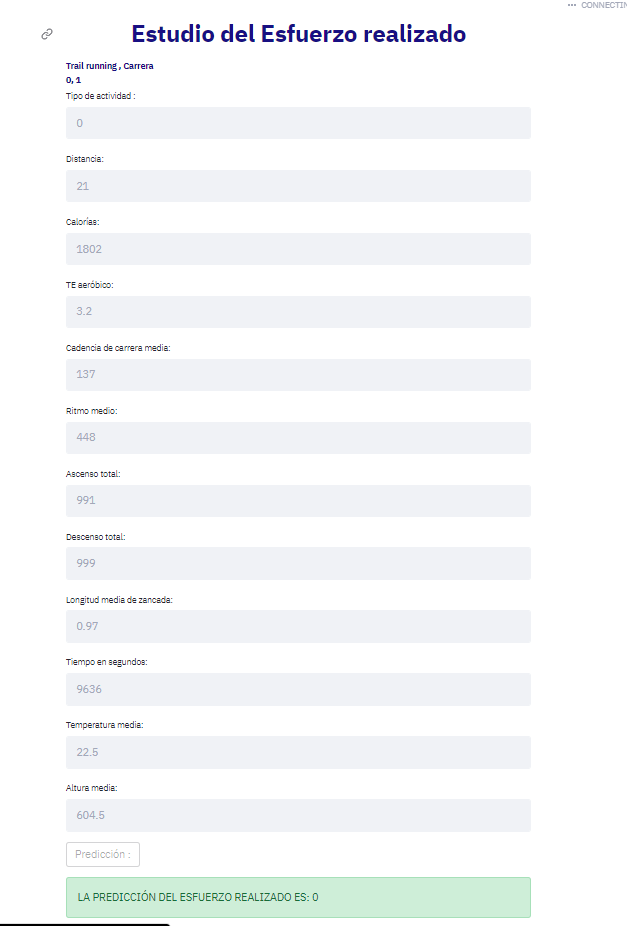 CONNECTIN
Estudio del Esfuerzo realizado
Trail running , Carrera
0, 1
Tipo de actividad :
0
Distancia:
21
Calorías:
1802
TE aeróbico:
3.2
Cadencia de carrera media:
137
Ritmo medio:
448
Ascenso total:
991
Descenso total:
999
Longitud media de zancada:
0.97
Tiempo en segundos:
9636
Temperatura media:
22.5
Altura media:
604.5
Predicción :
LA PREDICCIÓN DEL ESFUERZO REALIZADO ES: 0